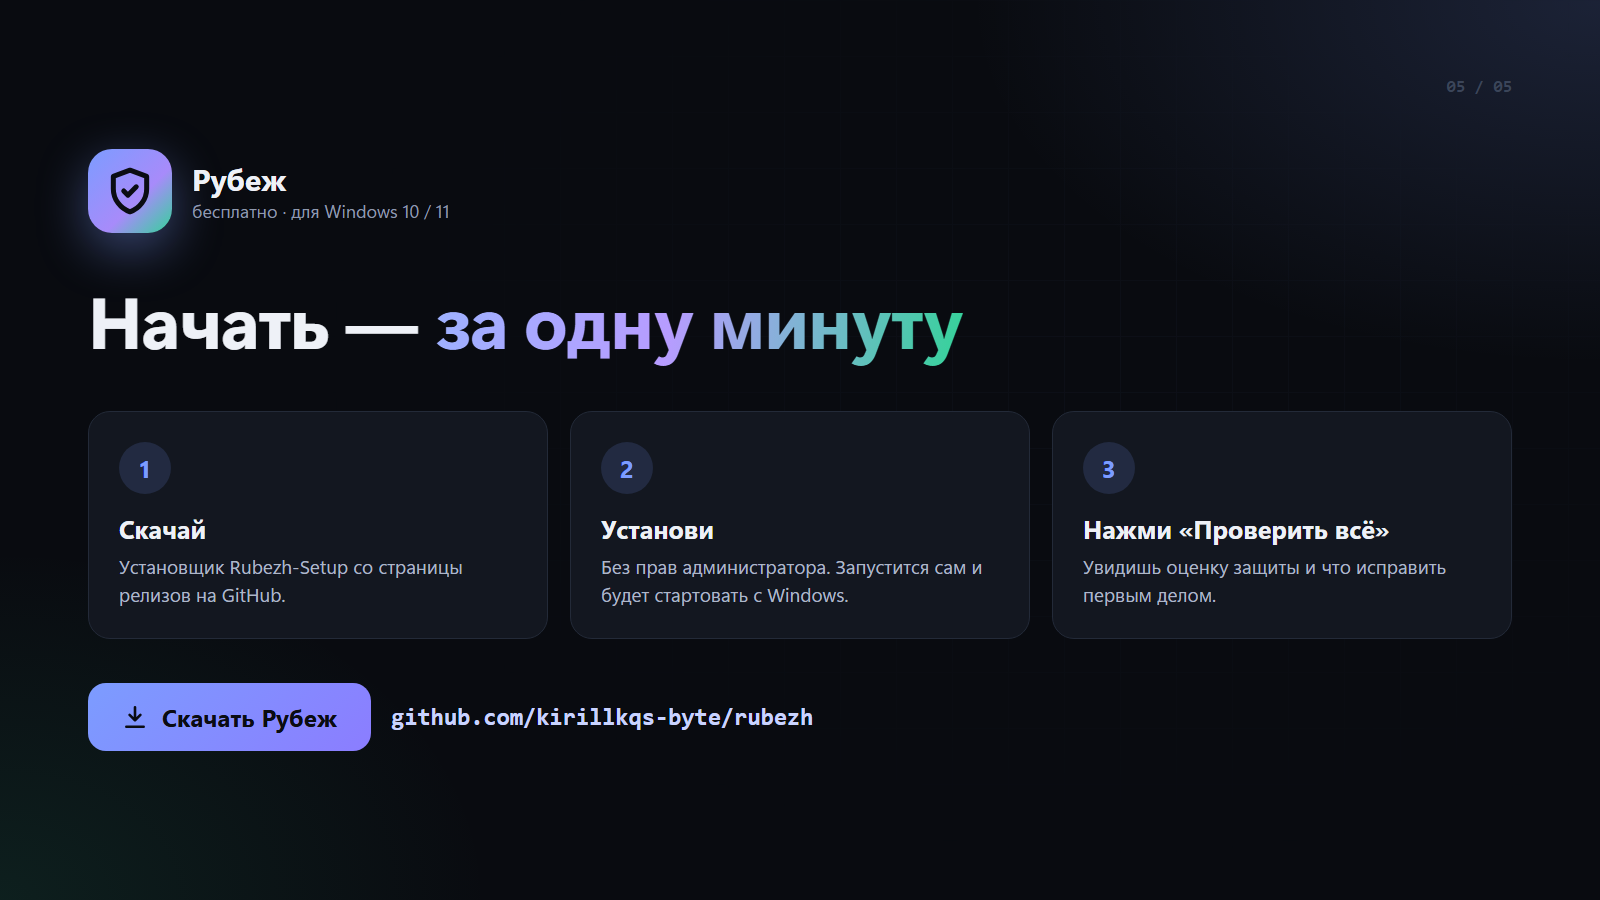 05 / 05
Рубеж
бесплатно · для Windows 10 / 11
Начать — за одну минуту
1
Скачай
Установщик Rubezh-Setup со страницы
релизов на GitHub.
2
Установи
Без прав администратора. Запустится сам и
будет стартовать с Windows.
3
Нажми «Проверить всё»
Увидишь оценку защиты и что исправить
первым делом.
Скачать Рубеж
github.com/kirillkqs-byte/rubezh